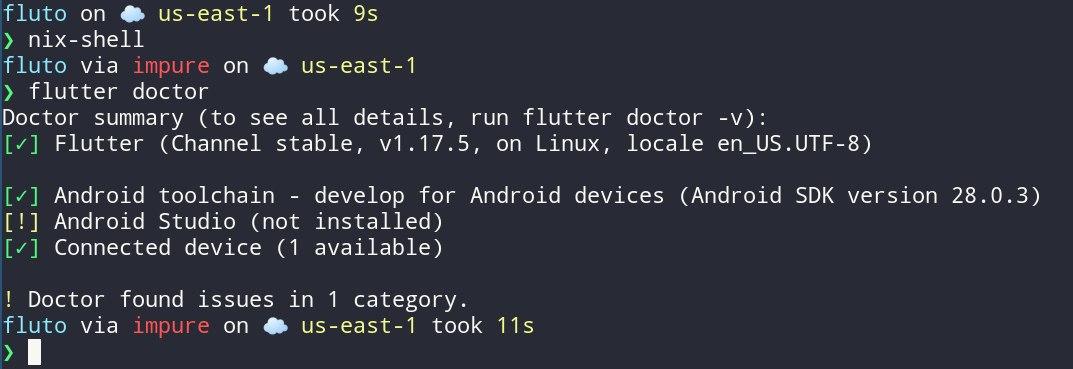 fluto on ☁️ us-east-1 took 9s
❯ nix-shell
fluto via impure on ☁️ us-east-1
❯ flutter doctor
Doctor summary (to see all details, run flutter doctor -v):
[✓] Flutter (Channel stable, v1.17.5, on Linux, locale en_US.UTF-8)
[✓] Android toolchain - develop for Android devices (Android SDK version 28.0.3)
[!] Android Studio (not installed)
[✓] Connected device (1 available)
! Doctor found issues in 1 category.
fluto via impure on ☁️ us-east-1 took 11s
❯